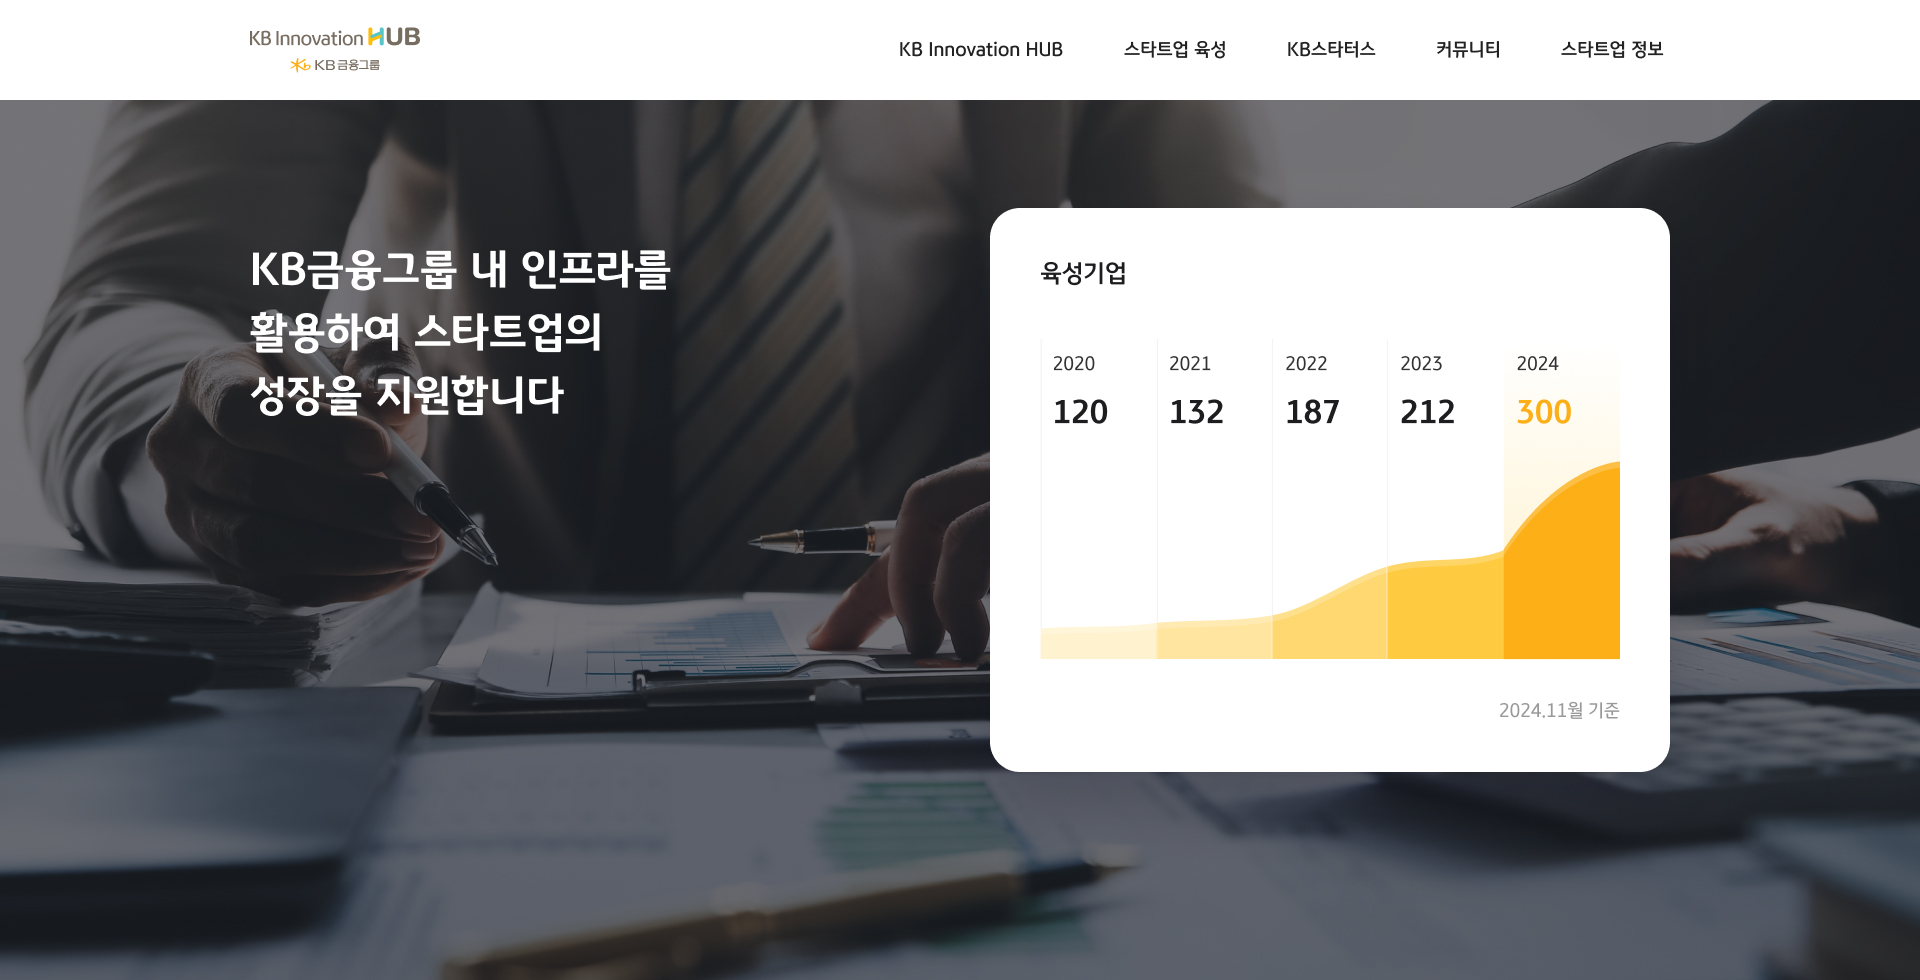 KB Innovation HUB
KB 금융그룹
KB Innovation HUB
스타트업 육성
KB스타터스
커뮤니티
스타트업 정보
KB금융그룹 내 인프라를
활용하여 스타트업의
성장을 지원합니다
육성기업
2020 2021 2022 2023 2024
120 132 187 212 300
2024.11월 기준